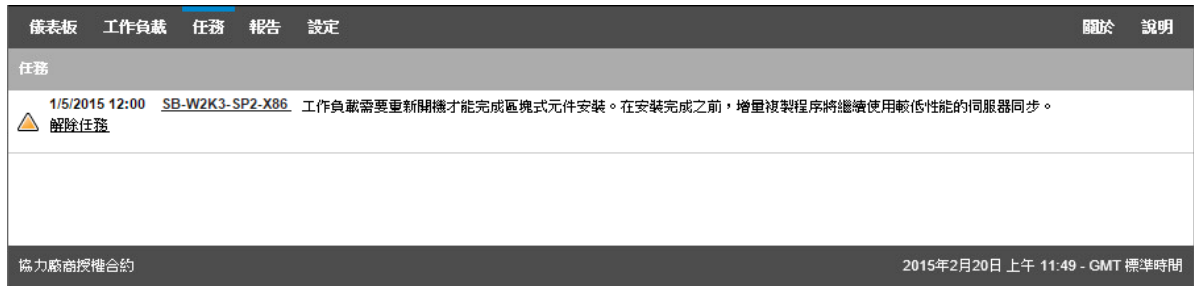 儀表板 工作負載 任務 報告 設定 關於 說明
任務
1/5/2015 12:00 SB-W2K3-SP2-X86 工作負載需要重新開機才能完成區塊式元件安裝。在安裝完成之前，增量複製程序將繼續使用較低性能的伺服器同步。
解除任務
協力廠商授權合約 2015年2月20日 上午 11:49 - GMT 標準時間